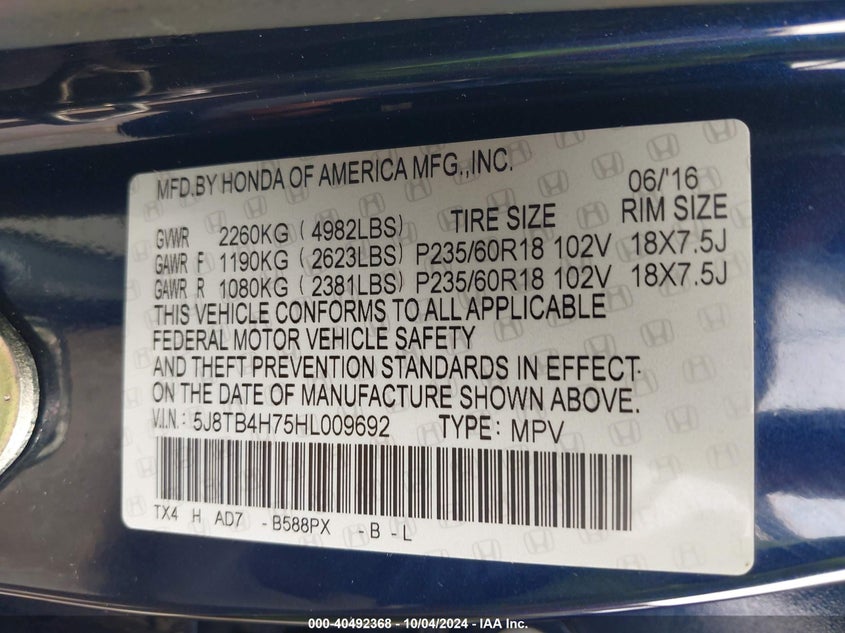 MFD.BY HONDA OF AMERICA MFG.,INC. 06/'16
TIRE SIZE RIM SIZE
GVWR 2260KG (4982LBS)
GAWR F 1190KG (2623LBS) P235/60R18 102V 18X7.5J
GAWR R 1080KG (2381LBS) P235/60R18 102V 18X7.5J
THIS VEHICLE CONFORMS TO ALL APPLICABLE
FEDERAL MOTOR VEHICLE SAFETY
AND THEFT PREVENTION STANDARDS IN EFFECT
ON THE DATE OF MANUFACTURE SHOWN ABOVE.
V.I.N.: 5J8TB4H75HL009692 TYPE: MPV
TX4 H AD7 -B588PX -B -L
000-40492368 - 10/04/2024 - IAA Inc.